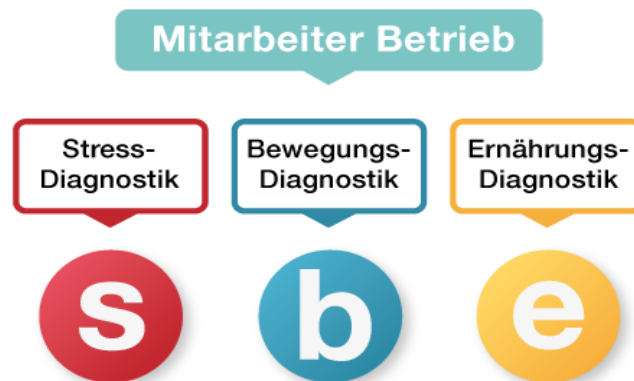 Mitarbeiter Betrieb
Stress-
Diagnostik
Bewegungs-
Diagnostik
Ernährungs-
Diagnostik
s
b
e